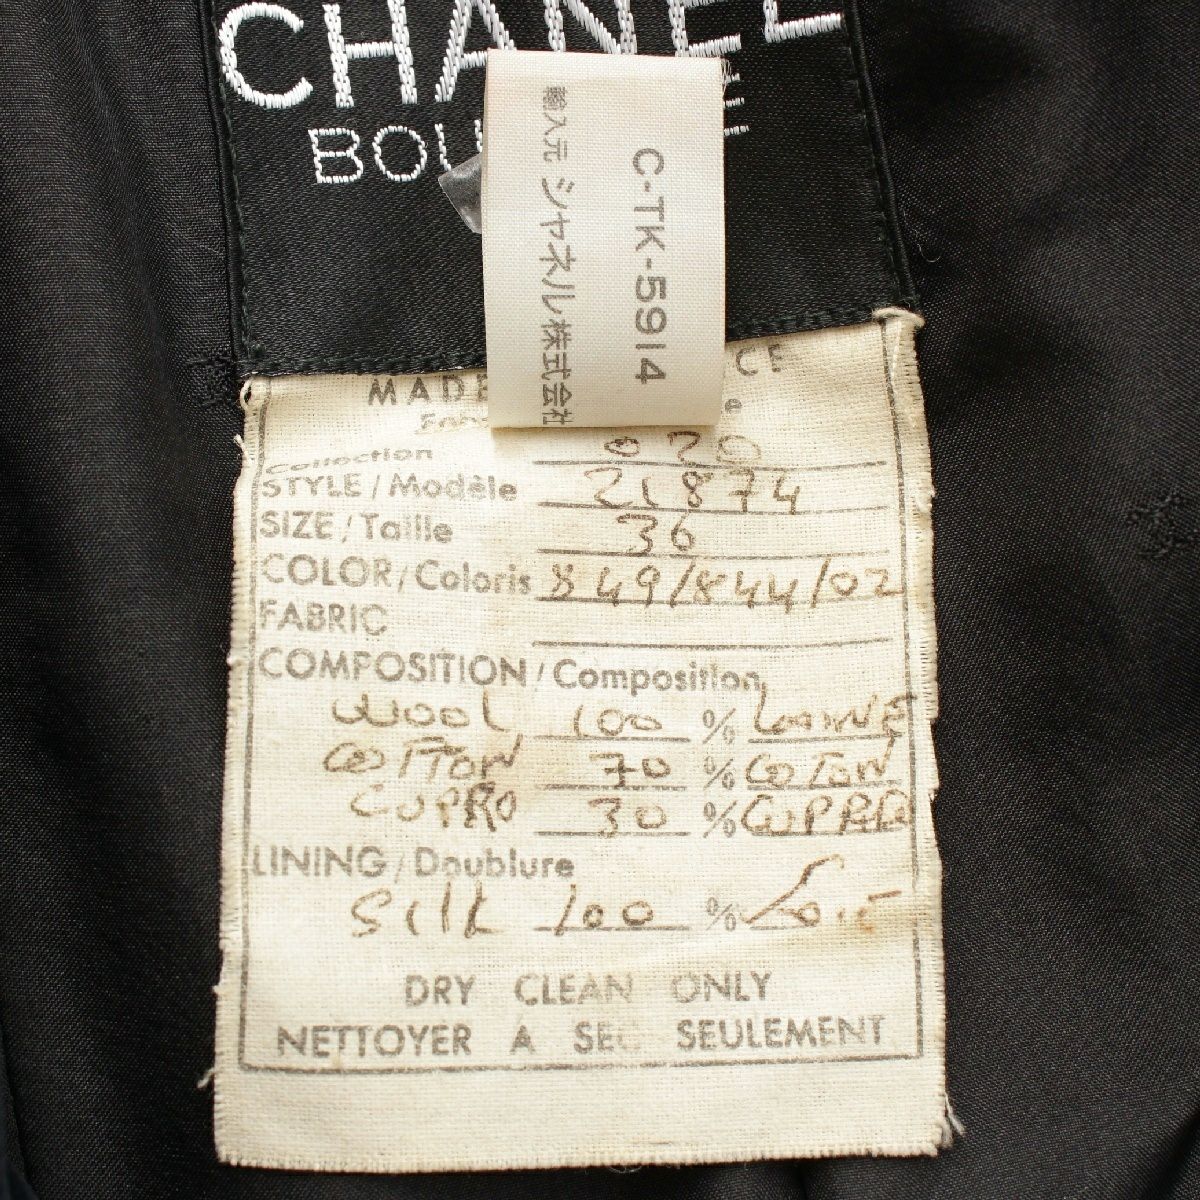 CHANEL
BOU E
C-TK-5914
輸入元 シャネル株式会社
MADE CE
Collection 020
STYLE/Modèle 21874
SIZE/Taille 36
COLOR/Coloris 849/844/02
FABRIC
COMPOSITION/Composition
WOOL 100 % LAINE
COTTON 70 % COTON
CUPRO 30 % CUPRO
LINING/Doublure
Silk 100 % Soie
DRY CLEAN ONLY
NETTOYER A SEC SEULEMENT